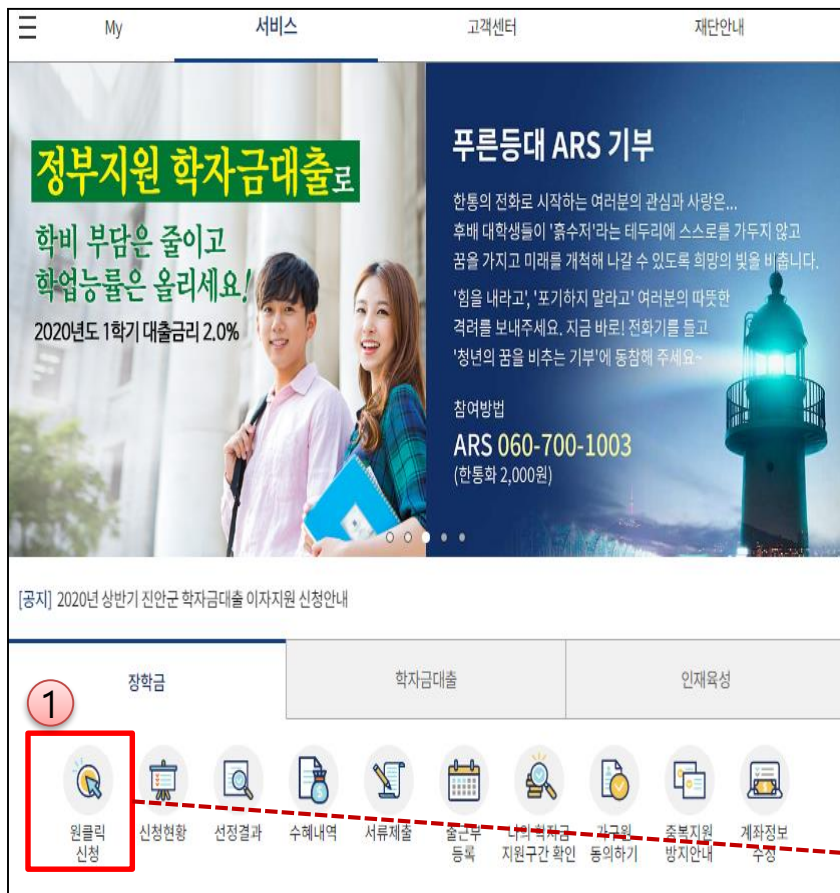 My
서비스
고객센터
재단안내
정부지원 학자금대출로
학비 부담은 줄이고
학업능률은 올리세요!
2020년도 1학기 대출금리 2.0%
푸른등대 ARS 기부
한통의 전화로 시작하는 여러분의 관심과 사랑은...
후배 대학생들이 '흙수저'라는 테두리에 스스로를 가두지 않고
꿈을 가지고 미래를 개척해 나갈 수 있도록 희망의 빛을 비춥니다.
'힘을 내라고', '포기하지 말라고' 여러분의 따뜻한
격려를 보내주세요. 지금 바로! 전화기를 들고
'청년의 꿈을 비추는 기부'에 동참해 주세요~
참여방법
ARS 060-700-1003
(한통화 2,000원)
[공지] 2020년 상반기 진안군 학자금대출 이자지원 신청안내
장학금
학자금대출
인재육성
1
원클릭
신청
신청현황
선정결과
수혜내역
서류제출
출근부
등록
나의 학자금
지원구간 확인
가구원
동의하기
중복지원
방지안내
계좌정보
수정